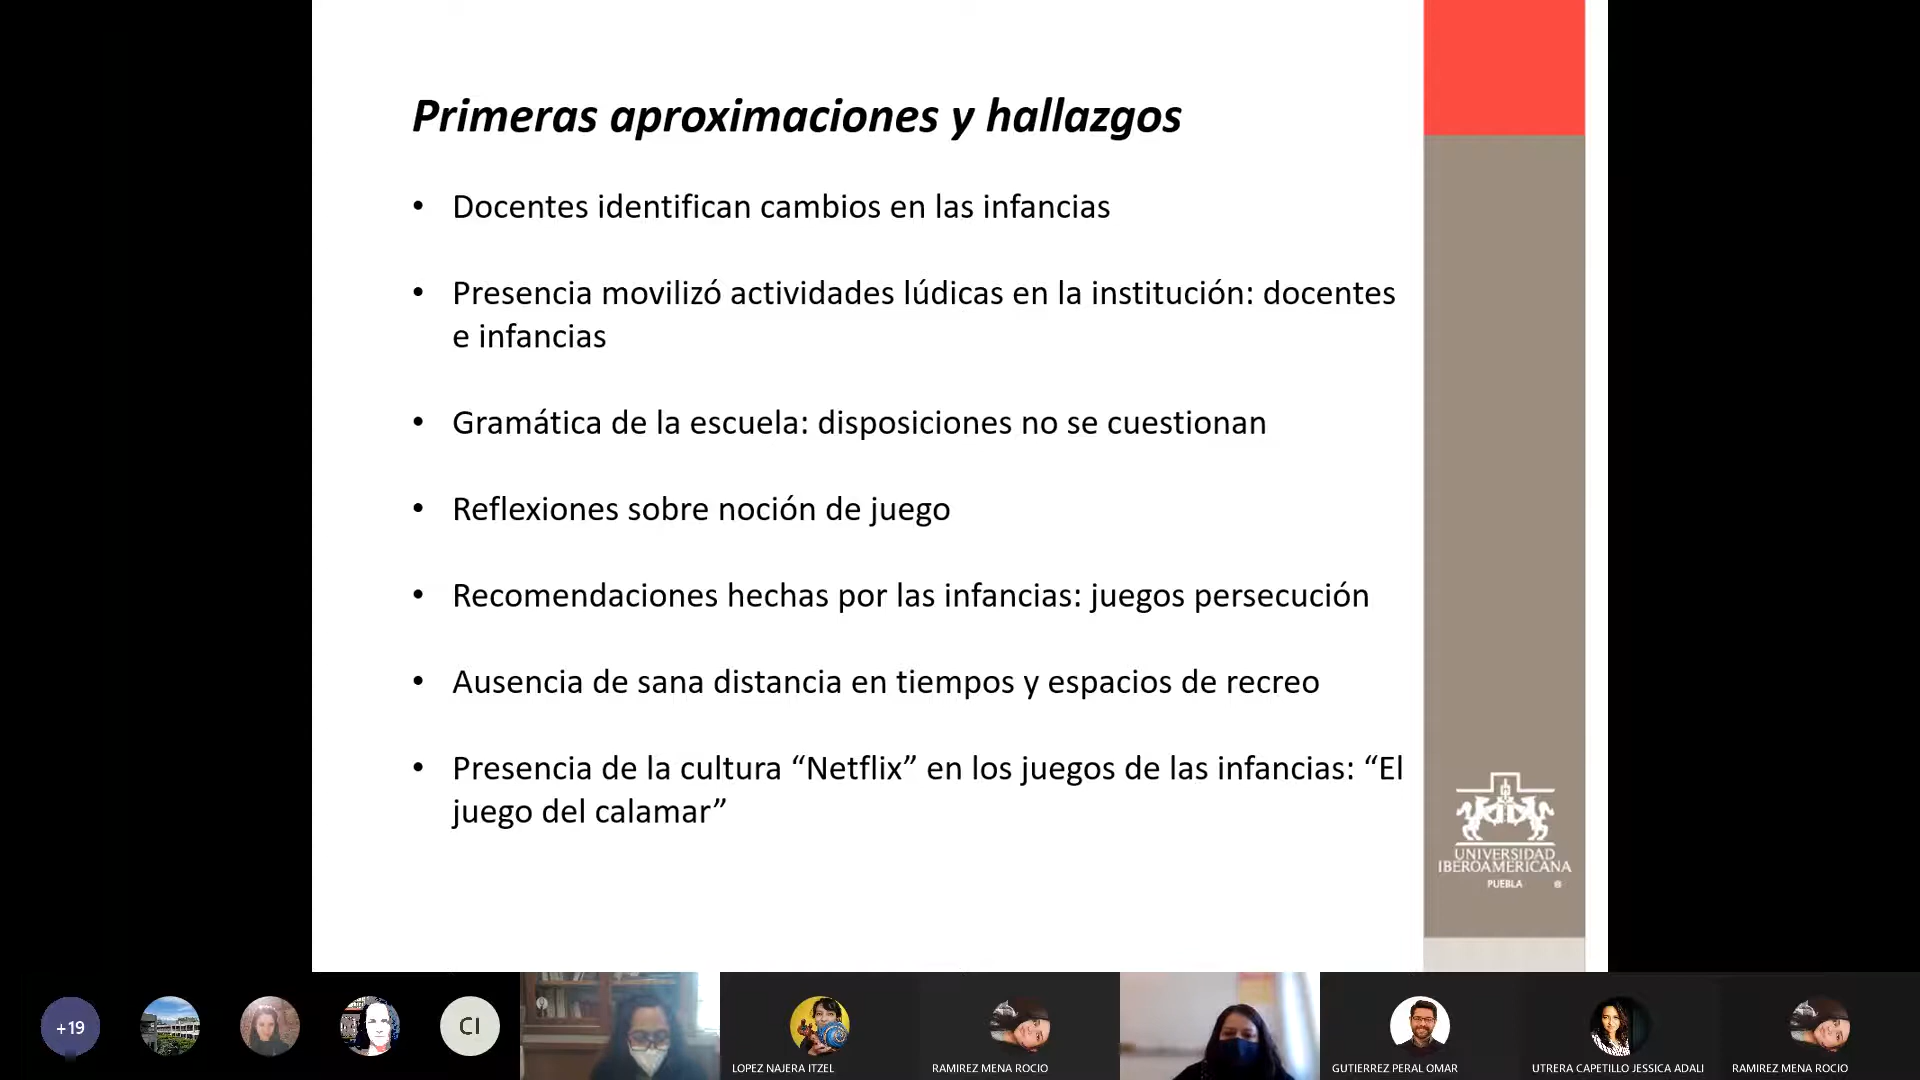 Primeras aproximaciones y hallazgos
• Docentes identifican cambios en las infancias
• Presencia movilizó actividades lúdicas en la institución: docentes
e infancias
• Gramática de la escuela: disposiciones no se cuestionan
• Reflexiones sobre noción de juego
• Recomendaciones hechas por las infancias: juegos persecución
• Ausencia de sana distancia en tiempos y espacios de recreo
• Presencia de la cultura “Netflix” en los juegos de las infancias: “El
juego del calamar”
UNIVERSIDAD
IBEROAMERICANA
PUEBLA ®
+19
CI
LOPEZ NAJERA ITZEL
RAMIREZ MENA ROCIO
GUTIERREZ PERAL OMAR
UTRERA CAPETILLO JESSICA ADALI
RAMIREZ MENA ROCIO